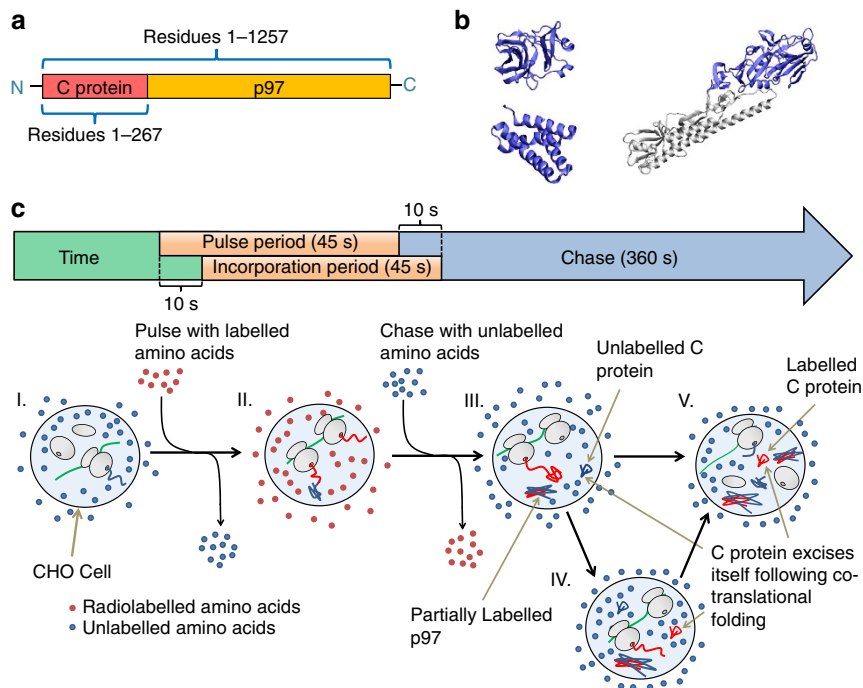 a
Residues 1–1257
N
C protein
p97
C
Residues 1–267
b
c
10 s
Pulse period (45 s)
Time
Incorporation period (45 s)
Chase (360 s)
10 s
Pulse with labelled
amino acids
Chase with unlabelled
amino acids
Unlabelled C
protein
Labelled
C protein
I.
II.
III.
V.
CHO Cell
Radiolabelled amino acids
Unlabelled amino acids
Partially Labelled
p97
IV.
C protein excises
itself following co-
translational
folding